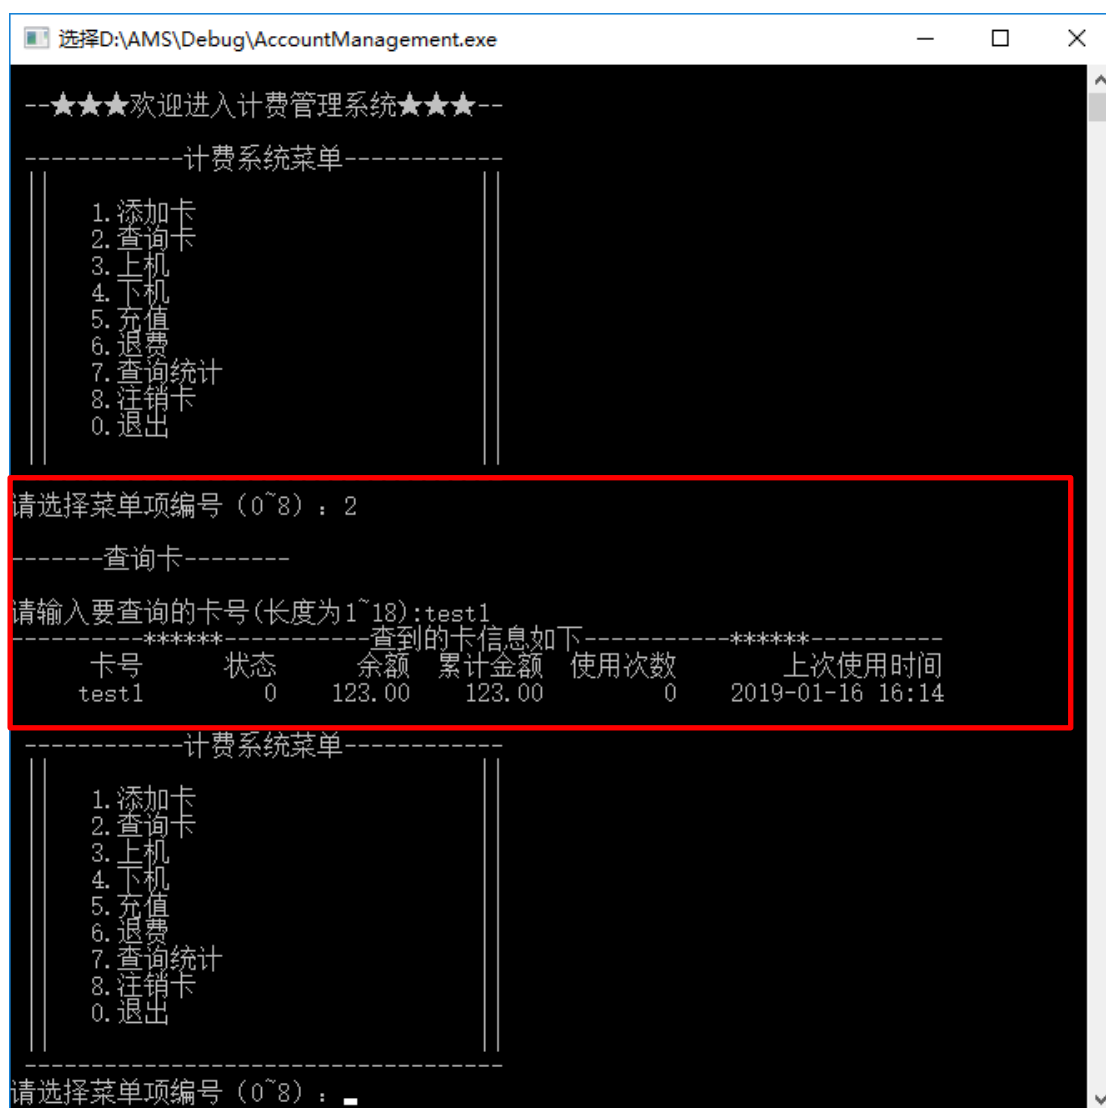 选择D:\AMS\Debug\AccountManagement.exe
--★★★欢迎进入计费管理系统★★★--
------------计费系统菜单------------
1.添加卡
2.查询卡
3.上机
4.下机
5.充值
6.退费
7.查询统计
8.注销卡
0.退出
请选择菜单项编号（0~8）：2
-------查询卡--------
请输入要查询的卡号(长度为1~18):test1
----------******-----------查到的卡信息如下-----------******----------
卡号 状态 余额 累计金额 使用次数 上次使用时间
test1 0 123.00 123.00 0 2019-01-16 16:14
------------计费系统菜单------------
1.添加卡
2.查询卡
3.上机
4.下机
5.充值
6.退费
7.查询统计
8.注销卡
0.退出
------------------------------------
请选择菜单项编号（0~8）：